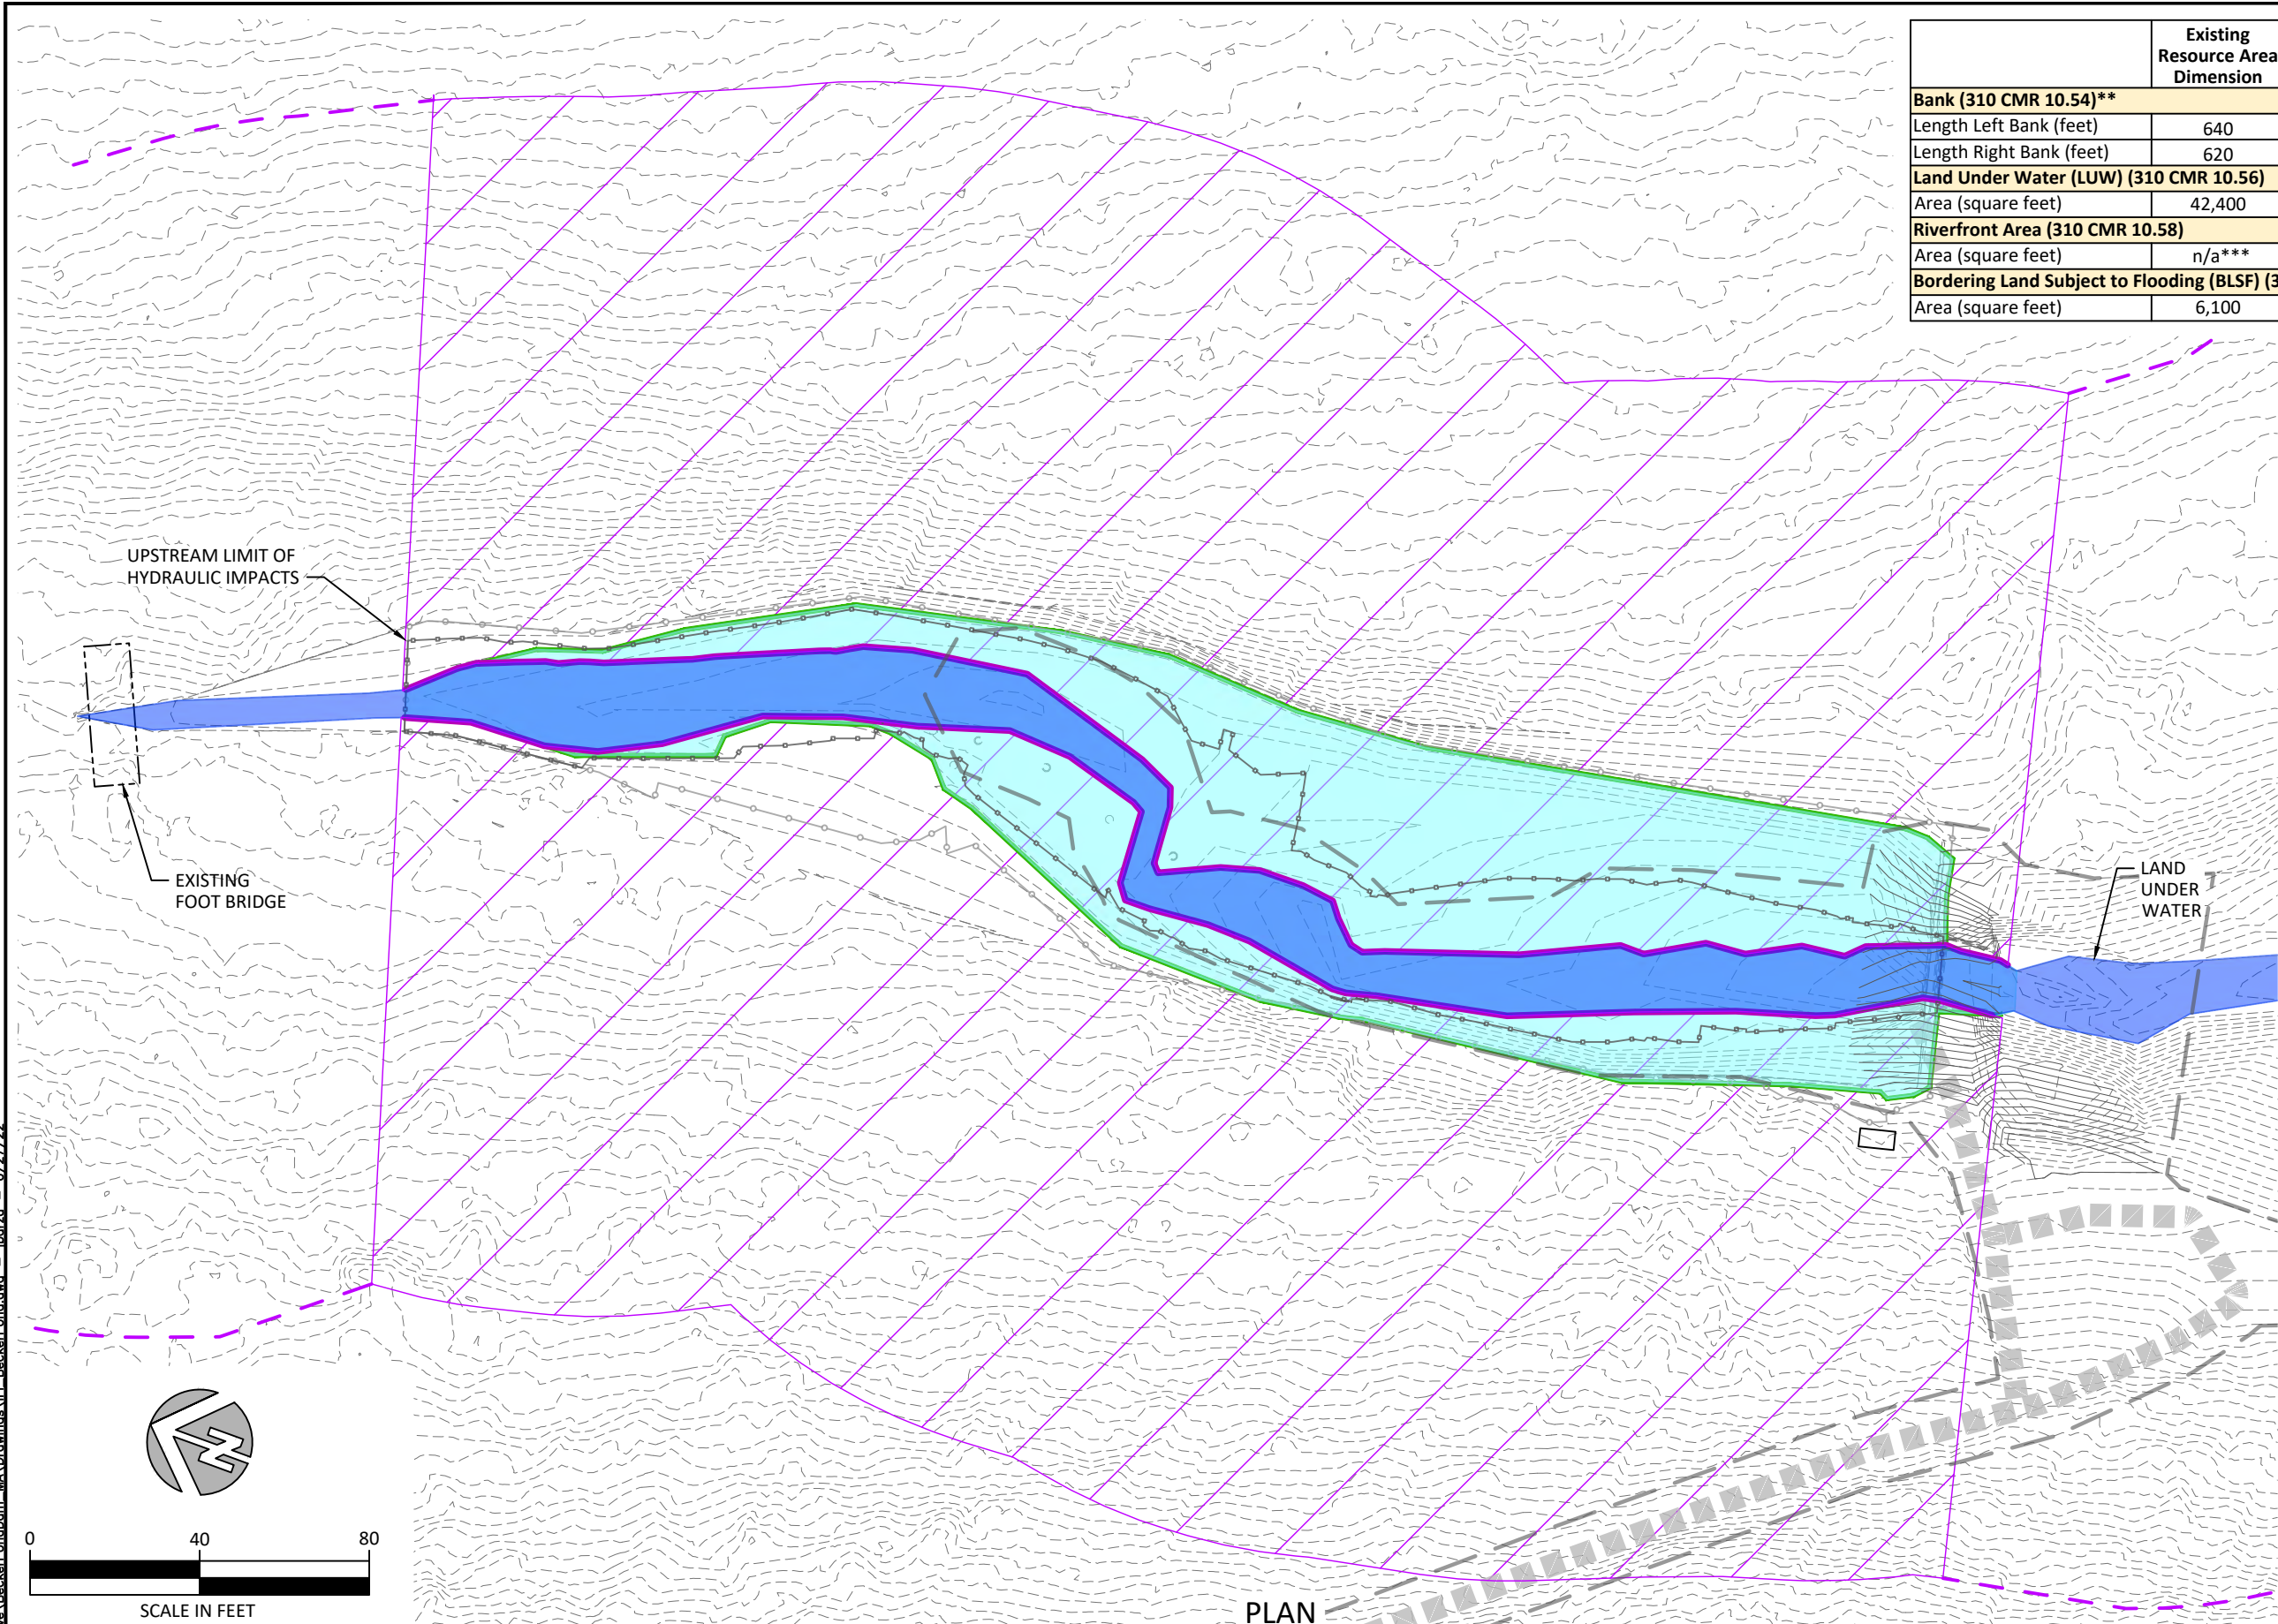 Existing
Resource Area
Dimension
Bank (310 CMR 10.54)**
Length Left Bank (feet) 640
Length Right Bank (feet) 620
Land Under Water (LUW) (310 CMR 10.56)
Area (square feet) 42,400
Riverfront Area (310 CMR 10.58)
Area (square feet) n/a***
Bordering Land Subject to Flooding (BLSF) (3
Area (square feet) 6,100
UPSTREAM LIMIT OF
HYDRAULIC IMPACTS
EXISTING
FOOT BRIDGE
LAND
UNDER
WATER
N
0 40 80
SCALE IN FEET
PLAN